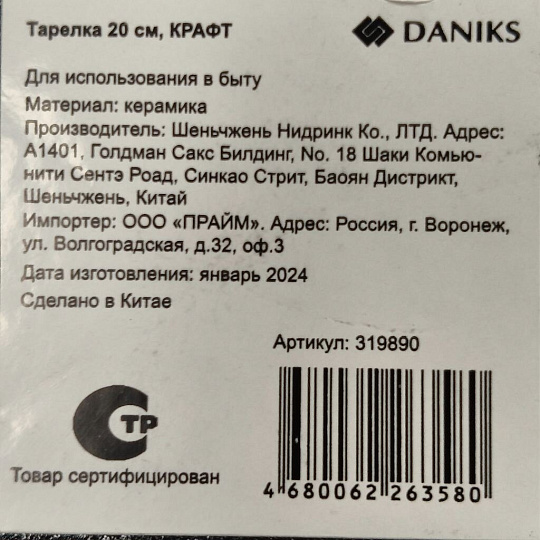 Тарелка 20 см, КРАФТ
DANIKS
Для использования в быту
Материал: керамика
Производитель: Шеньчжень Нидринк Ко., ЛТД. Адрес:
А1401, Голдман Сакс Билдинг, No. 18 Шаки Комью-
нити Сентэ Роад, Синкао Стрит, Баоян Дистрикт,
Шеньчжень, Китай
Импортер: ООО «ПРАЙМ». Адрес: Россия, г. Воронеж,
ул. Волгоградская, д.32, оф.3
Дата изготовления: январь 2024
Сделано в Китае
Артикул: 319890
СТР
Товар сертифицирован
4 680062 263580